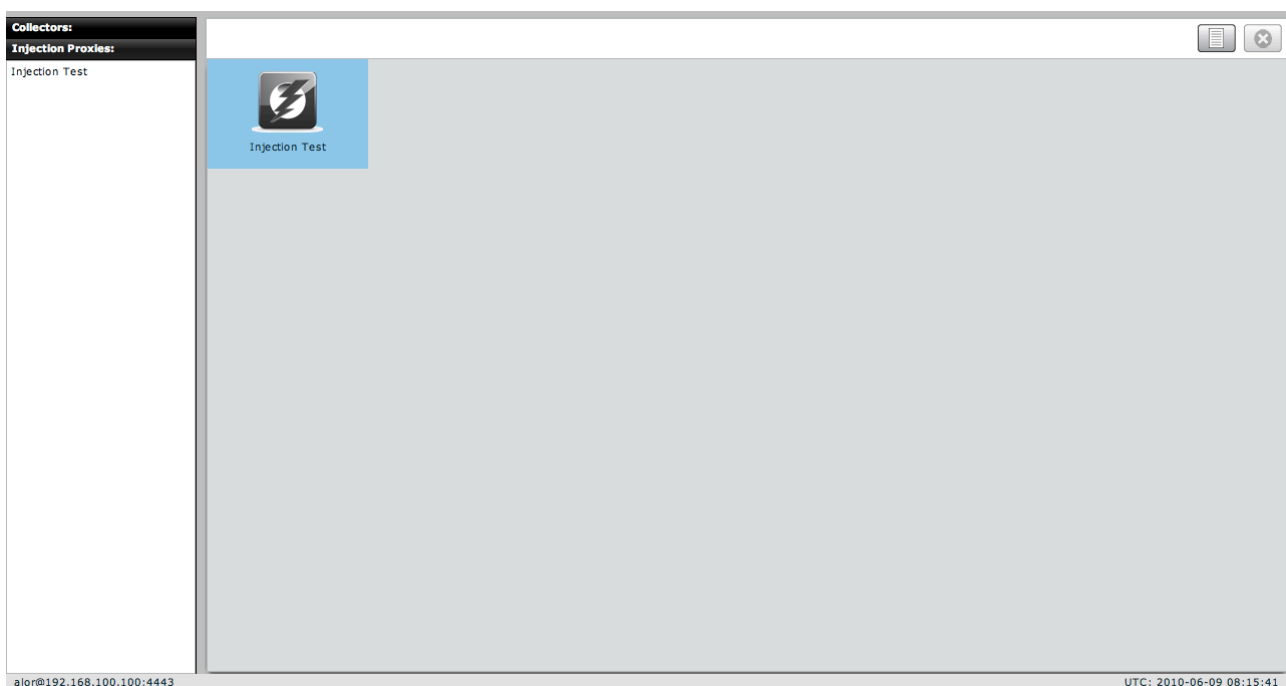 Collectors:
Injection Proxies:
Injection Test
Injection Test
alor@192.168.100.100:4443
UTC: 2010-06-09 08:15:41